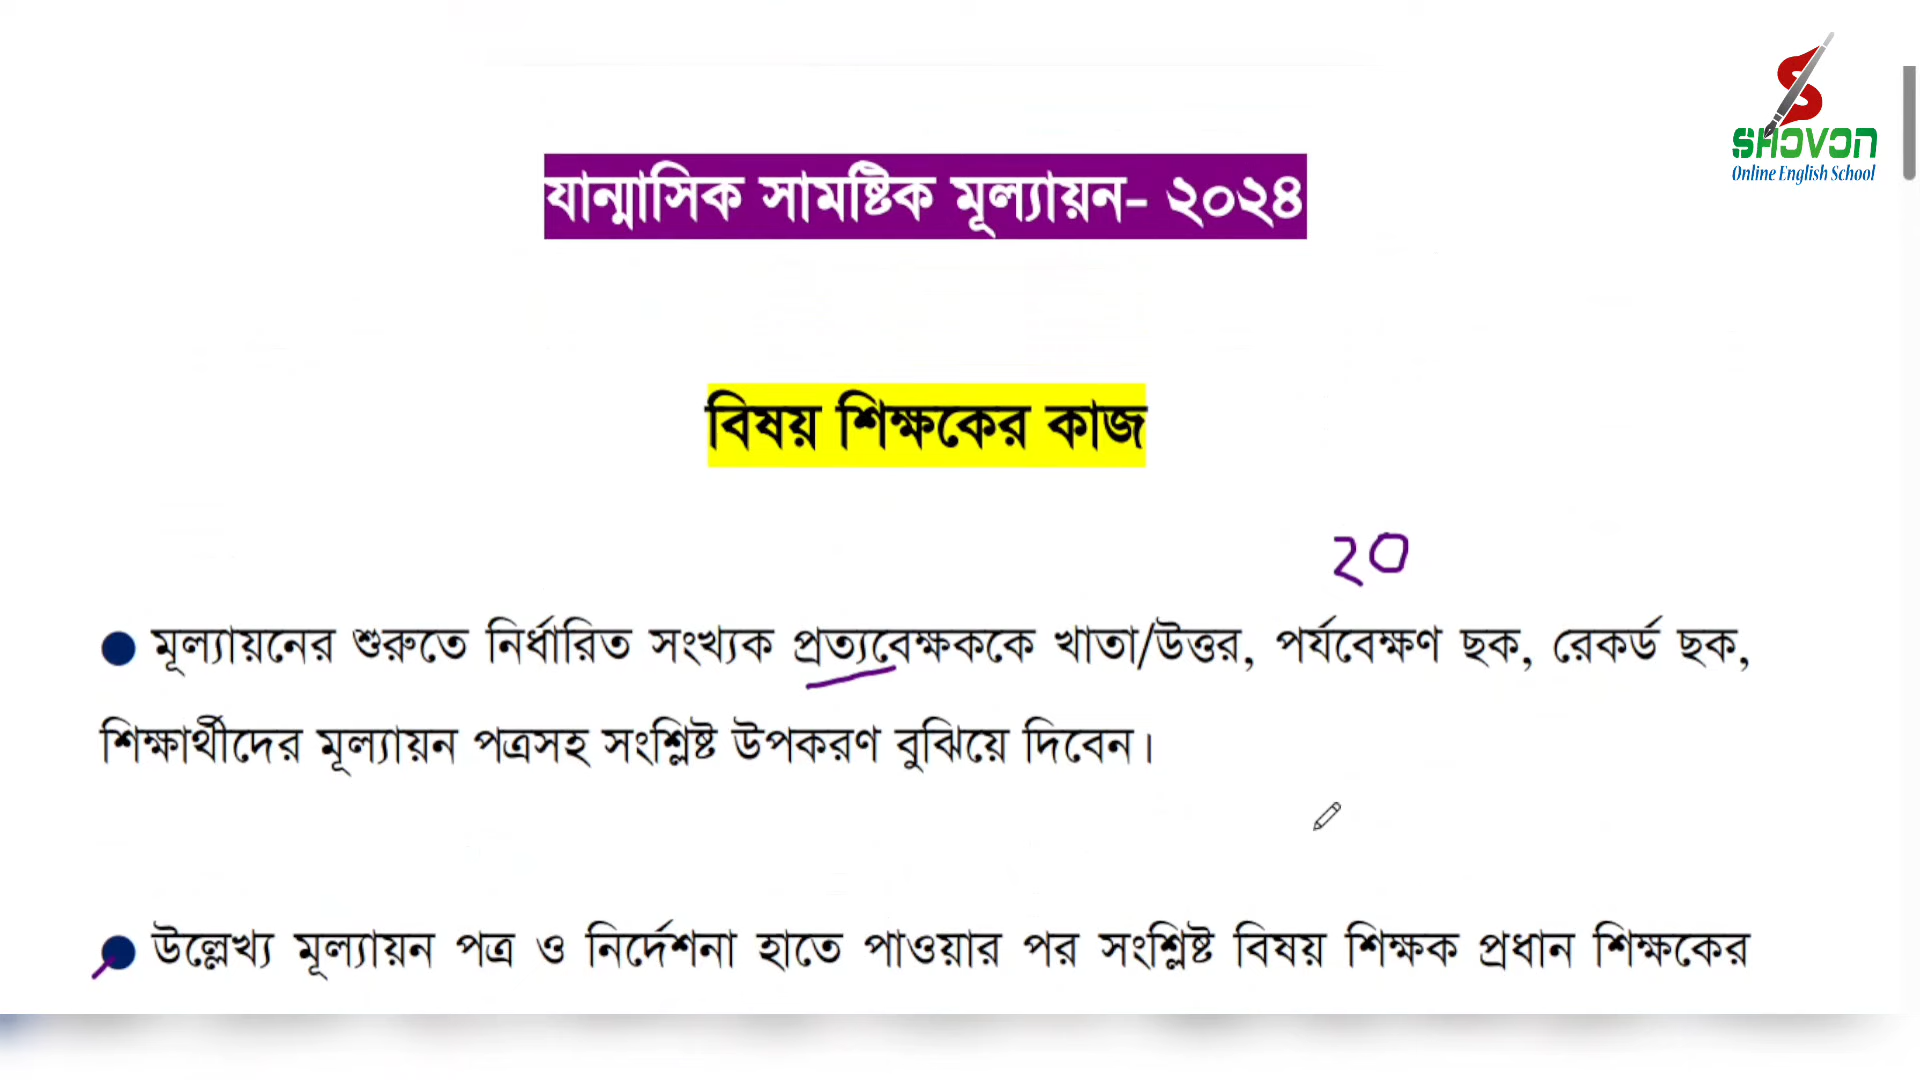 SHOVON
Online English School
যান্মাসিক সামষ্টিক মূল্যায়ন- ২০২৪
বিষয় শিক্ষকের কাজ
২০
মূল্যায়নের শুরুতে নির্ধারিত সংখ্যক প্রত্যবেক্ষককে খাতা/উত্তর, পর্যবেক্ষণ ছক, রেকর্ড ছক,
শিক্ষার্থীদের মূল্যায়ন পত্রসহ সংশ্লিষ্ট উপকরণ বুঝিয়ে দিবেন।
উল্লেখ্য মূল্যায়ন পত্র ও নির্দেশনা হাতে পাওয়ার পর সংশ্লিষ্ট বিষয় শিক্ষক প্রধান শিক্ষকের